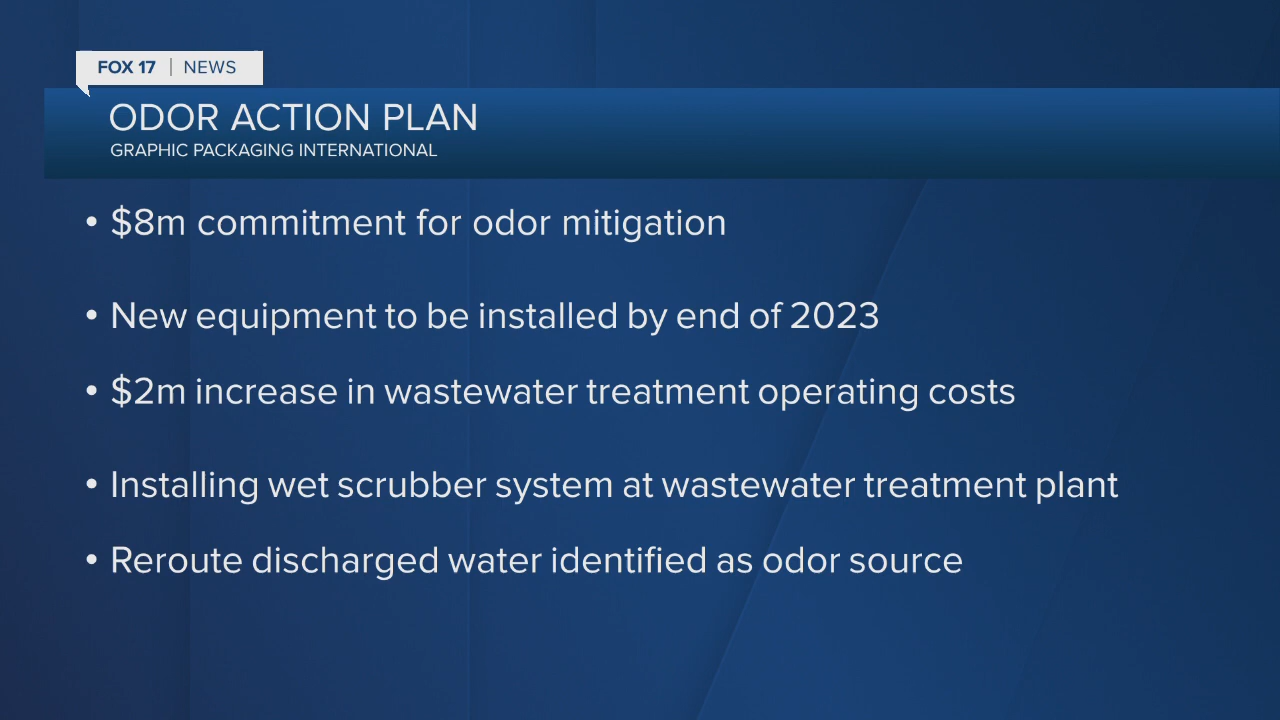 FOX 17 | NEWS
ODOR ACTION PLAN
GRAPHIC PACKAGING INTERNATIONAL
• $8m commitment for odor mitigation
• New equipment to be installed by end of 2023
• $2m increase in wastewater treatment operating costs
• Installing wet scrubber system at wastewater treatment plant
• Reroute discharged water identified as odor source